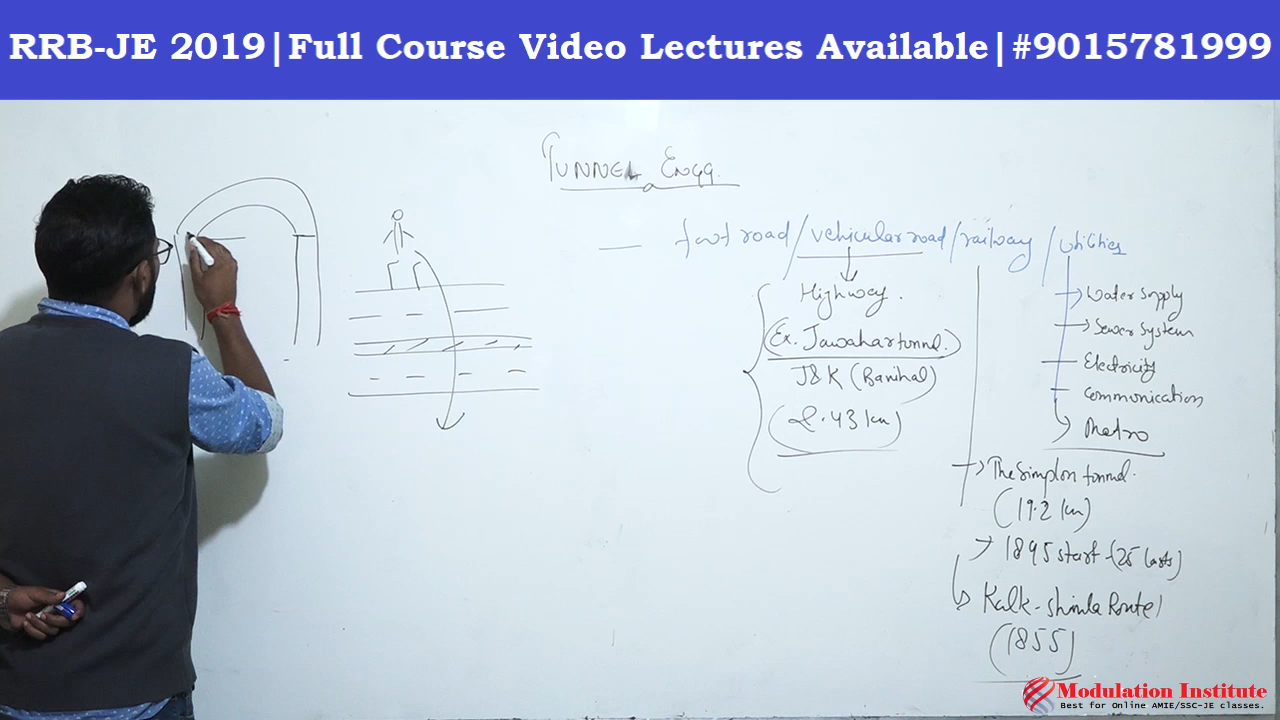 RRB-JE 2019|Full Course Video Lectures Available|#9015781999
TUNNEL Engg.
— foot road / vehicular road / railway / utilities
Highway.
(Ex. Jawahar tunnel.)
J&K (Banihal)
(2.43 km)
→ Water Supply
→ Sewer System
— Electricity
— Communication
→ Metro
→ The Simplon tunnel.
(19.2 km)
→ 1895 start (25 lasts)
→ Kalk-Shimla Route
(1855)
Modulation Institute
Best for Online AMIE/SSC-JE classes.